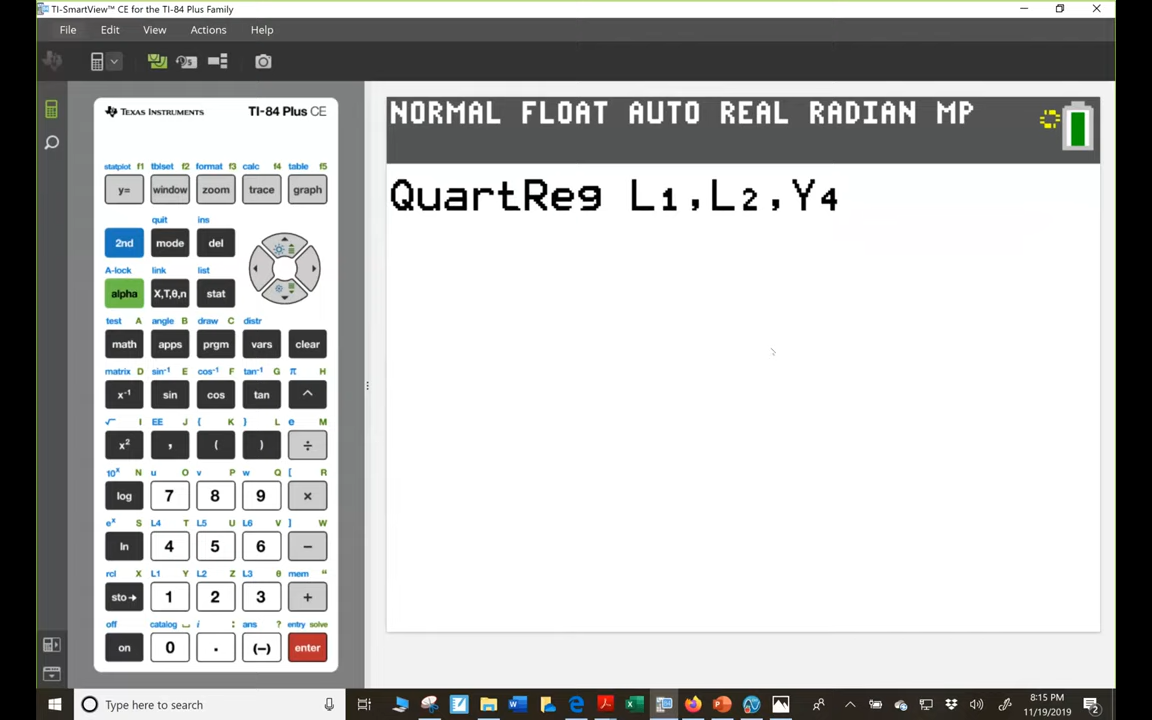 TI-SmartView™ CE for the TI-84 Plus Family
File Edit View Actions Help
TEXAS INSTRUMENTS TI-84 Plus CE
NORMAL FLOAT AUTO REAL RADIAN MP
QuartReg L1,L2,Y4
statplot f1 tblset f2 format f3 calc f4 table f5
y= window zoom trace graph
quit ins
2nd mode del
A-lock link list
alpha X,T,θ,n stat
test A angle B draw C distr
math apps prgm vars clear
matrix D sin⁻¹ E cos⁻¹ F tan⁻¹ G π H
x⁻¹ sin cos tan ^
√ I EE J { K } L e M
x² , ( ) ÷
10ˣ N u O v P w Q [ R
log 7 8 9 ×
eˣ S L4 T L5 U L6 V ] W
ln 4 5 6 −
rcl X L1 Y L2 Z L3 θ mem "
sto→ 1 2 3 +
off catalog ␣ i : ans ? entry solve
on 0 . (−) enter
Type here to search
8:15 PM
11/19/2019
2